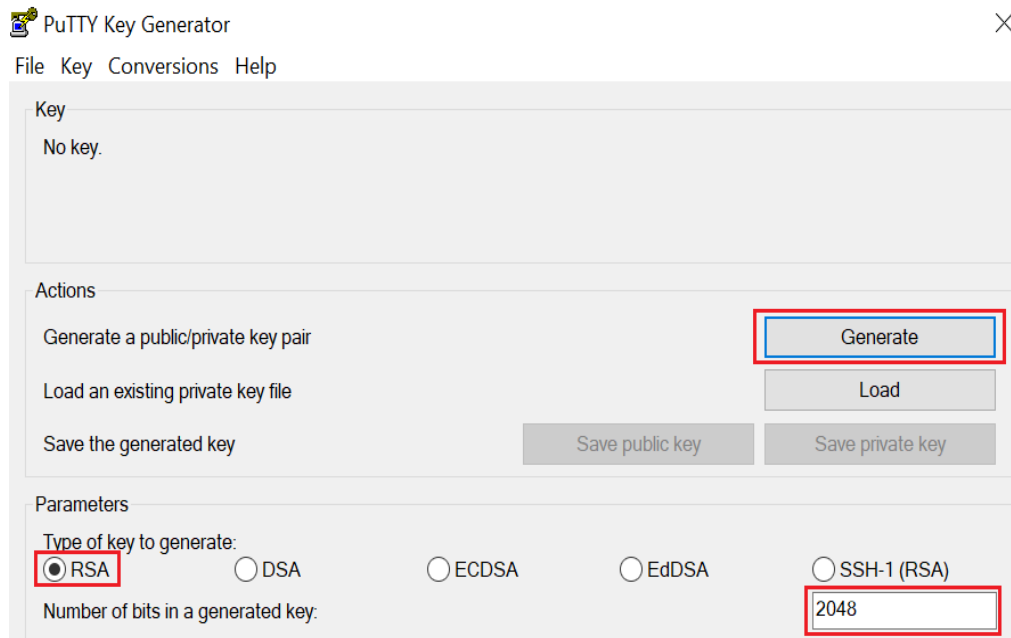 PuTTY Key Generator
File Key Conversions Help
Key
No key.
Actions
Generate a public/private key pair Generate
Load an existing private key file Load
Save the generated key Save public key Save private key
Parameters
Type of key to generate:
RSA DSA ECDSA EdDSA SSH-1 (RSA)
Number of bits in a generated key: 2048